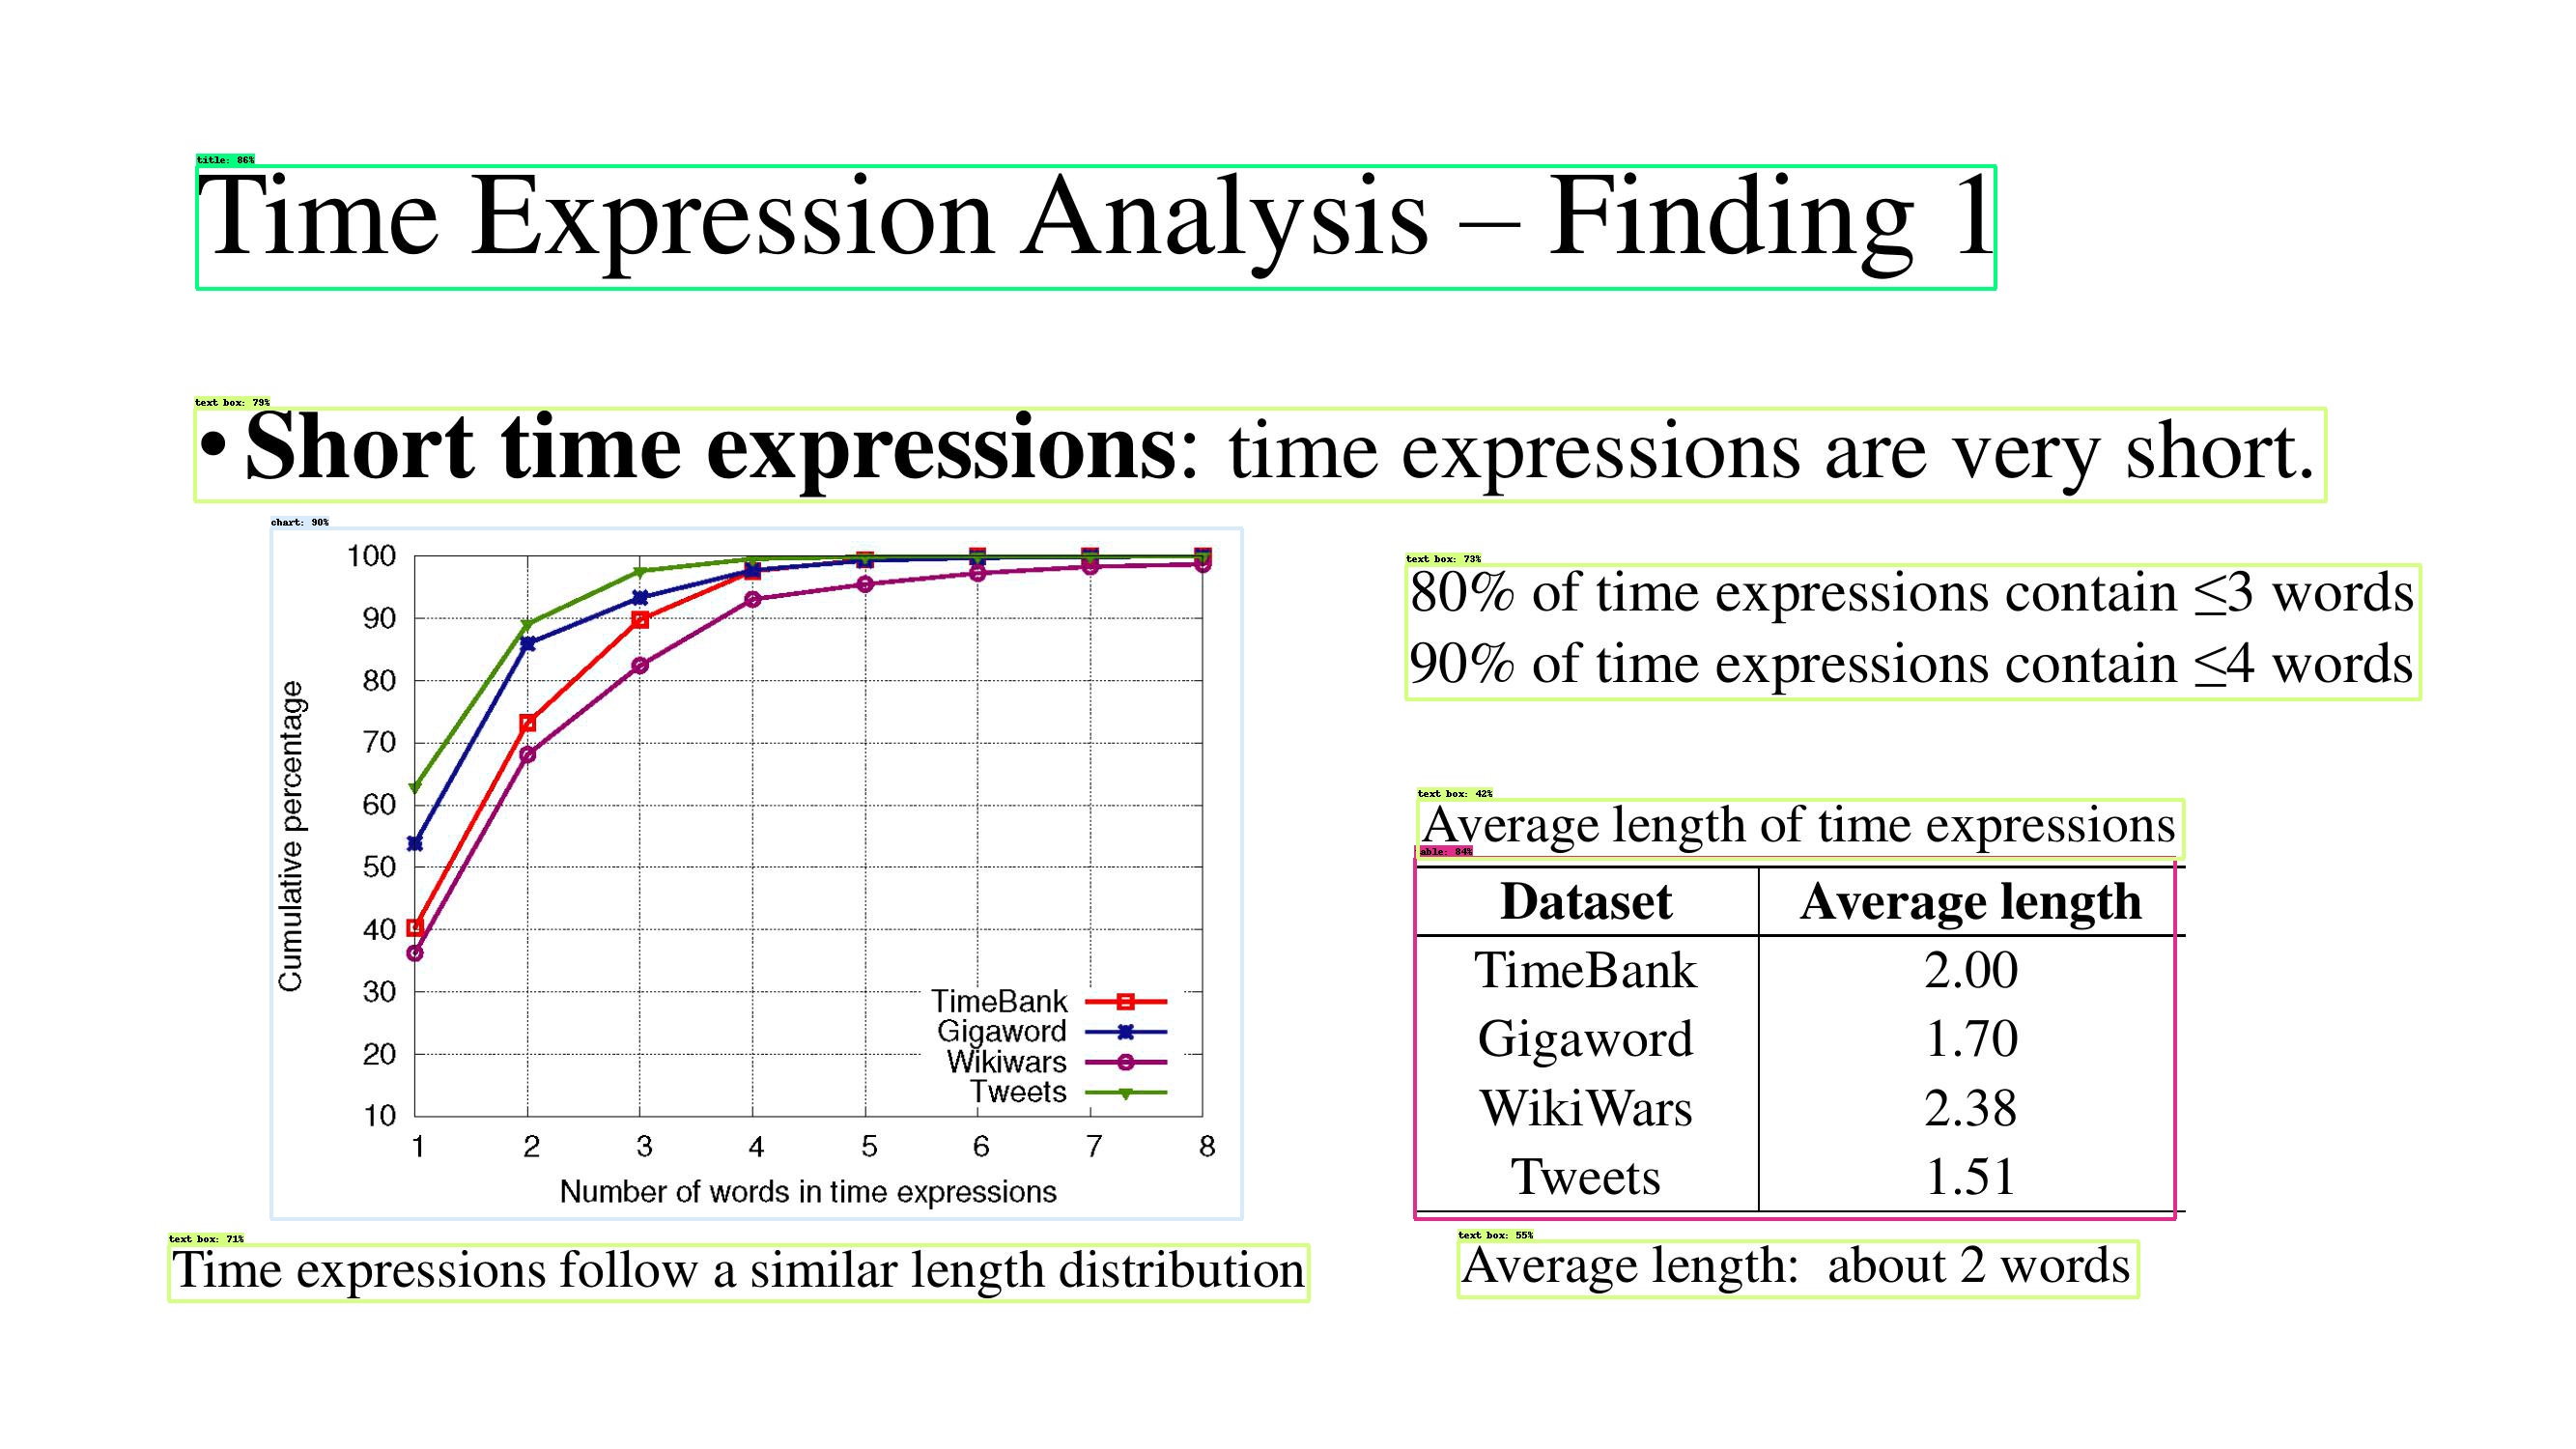 title: 86%
Time Expression Analysis – Finding 1
text box: 79%
• Short time expressions: time expressions are very short.
chart: 90%
100
90
80
70
60
50
40
30
20
10
Cumulative percentage
TimeBank
Gigaword
Wikiwars
Tweets
1 2 3 4 5 6 7 8
Number of words in time expressions
text box: 71%
Time expressions follow a similar length distribution
text box: 73%
80% of time expressions contain ≤3 words
90% of time expressions contain ≤4 words
text box: 42%
Average length of time expressions
able: 84%
Dataset Average length
TimeBank 2.00
Gigaword 1.70
WikiWars 2.38
Tweets 1.51
text box: 55%
Average length: about 2 words